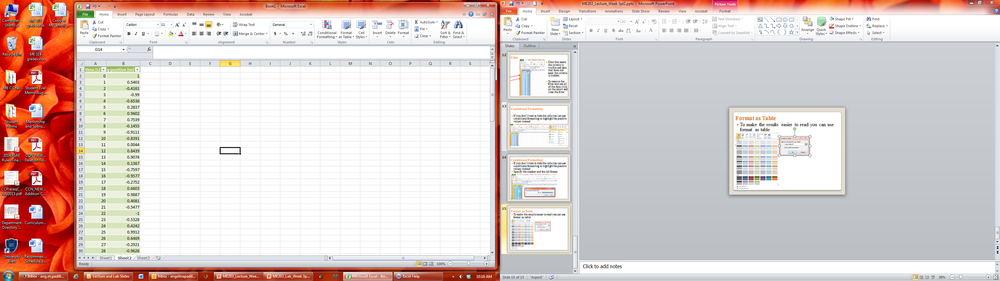 Computer - Shortcut
ME 303 grades.xlsx
Copy of ME_enroll_...
Recycle Bin
ME 314 grades.xlsx
ME CC fall
Student Eval Memo Aug...
Student Forms
Mentorship and Spons...
2014 FSAE Rules Fina...
CCN_NEW... Deletion Fo...
CCPrereqC... July2013.pdf
CCN_NEW... Addition C...
Department Directory ...
Curriculum...
University Alert
Recommen... Schedule.d...
Book1 - Microsoft Excel
File Home Insert Page Layout Formulas Data Review View Acrobat
Paste
Cut
Copy
Format Painter
Clipboard
Calibri 11
Font
Wrap Text
Merge & Center
Alignment
General
Number
Conditional Formatting
Format as Table
Cell Styles
Styles
Insert Delete Format
Cells
AutoSum
Fill
Clear
Sort & Filter
Find & Select
Editing
G14
fx
A B C D E F G H I J K L M N O P Q R S
1 time [s] y position [m]
2 0 1
3 1 0.5403
4 2 -0.4161
5 3 -0.99
6 4 -0.6536
7 5 0.2837
8 6 0.9602
9 7 0.7539
10 8 -0.1455
11 9 -0.9111
12 10 -0.8391
13 11 0.0044
14 12 0.8439
15 13 0.9074
16 14 0.1367
17 15 -0.7597
18 16 -0.9577
19 17 -0.2752
20 18 0.6603
21 19 0.9887
22 20 0.4081
23 21 -0.5477
24 22 -1
25 23 -0.5328
26 24 0.4242
27 25 0.9912
28 26 0.6469
29 27 -0.2921
30 28 -0.9626
Sheet1 Sheet2 Sheet3
Ready
100%
Inbox - ang.m.padill...
Lecture and Lab Slides
Inbox - angelinapadil...
ME203_Lecture_Wee...
ME203_Lab_Week 3p...
Microsoft Excel - Bo...
Excel Help
10:16 AM
ME203_Lecture_Week 3pt2.pptx - Microsoft PowerPoint
Picture Tools
File Home Insert Design Transitions Animations Slide Show Review View Acrobat Format
Paste
Cut
Copy
Format Painter
Clipboard
New Slide
Layout
Reset
Section
Slides
32
Font
Text Direction
Align Text
Convert to SmartArt
Paragraph
Arrange
Quick Styles
Shape Fill
Shape Outline
Shape Effects
Drawing
Find
Replace
Select
Editing
Slides Outline
12
Filter
Data that meets
the criteria is
visible and data
that does not
meet the criteria
is hidden
To remove the
filter and see all
of the data click
on the arrow and
clear the filter
13
Conditional Formatting
If you don't want to hide the cells you can use
conditional formatting to highlight the positive
values instead
14
Conditional Formatting
If you don't want to hide the cells you can use
conditional formatting to highlight the positive
values instead
Specify the number and the cell format
15
Format as Table
To make the results easier to read you can use
format as table
Format as Table
To make the results easier to read you can use
format as table
Format As Table
Where is the data for your table?
My table has headers
OK Cancel
Click to add notes
Slide 15 of 15
"Aspect"
39%